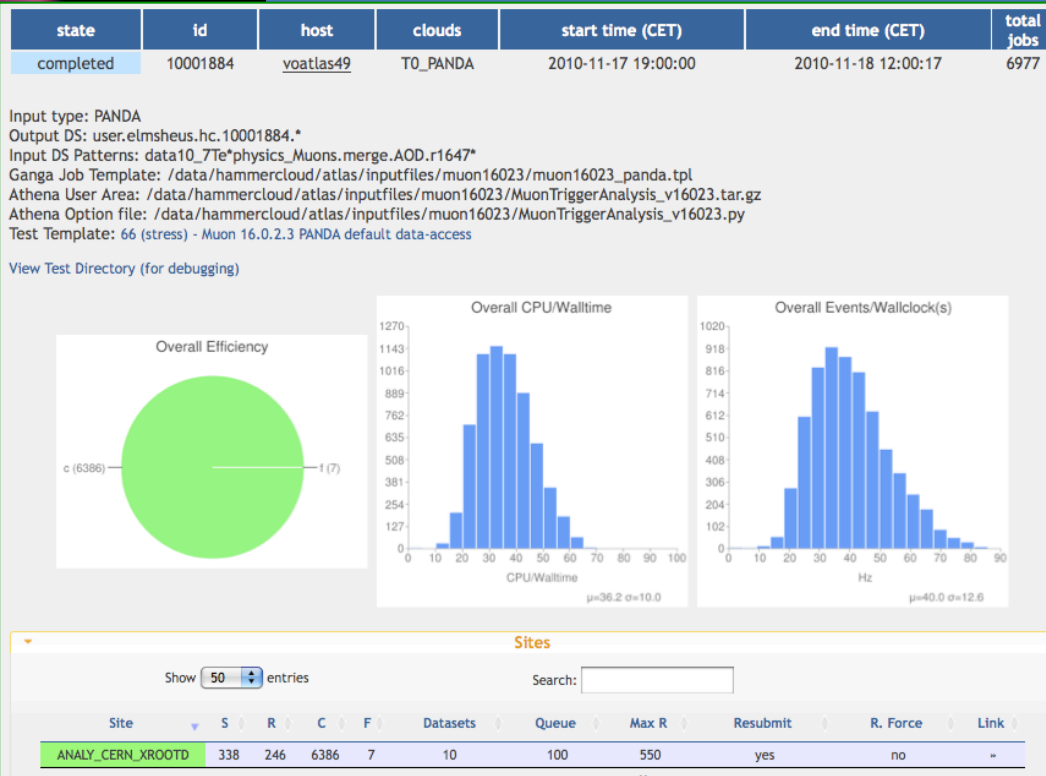 state id host clouds start time (CET) end time (CET) total jobs
completed 10001884 voatlas49 T0_PANDA 2010-11-17 19:00:00 2010-11-18 12:00:17 6977
Input type: PANDA
Output DS: user.elmsheus.hc.10001884.*
Input DS Patterns: data10_7Te*physics_Muons.merge.AOD.r1647*
Ganga Job Template: /data/hammercloud/atlas/inputfiles/muon16023/muon16023_panda.tpl
Athena User Area: /data/hammercloud/atlas/inputfiles/muon16023/MuonTriggerAnalysis_v16023.tar.gz
Athena Option file: /data/hammercloud/atlas/inputfiles/muon16023/MuonTriggerAnalysis_v16023.py
Test Template: 66 (stress) - Muon 16.0.2.3 PANDA default data-access
View Test Directory (for debugging)
Overall Efficiency
c (6386)
f (7)
Overall CPU/Walltime
1270
1143
1016
889
762
635
508
381
254
127
0
0 10 20 30 40 50 60 70 80 90 100
CPU/Walltime
μ=36.2 σ=10.0
Overall Events/Wallclock(s)
1020
918
816
714
612
510
408
306
204
102
0
0 10 20 30 40 50 60 70 80 90
Hz
μ=40.0 σ=12.6
Sites
Show 50 entries Search:
Site S R C F Datasets Queue Max R Resubmit R. Force Link
ANALY_CERN_XROOTD 338 246 6386 7 10 100 550 yes no